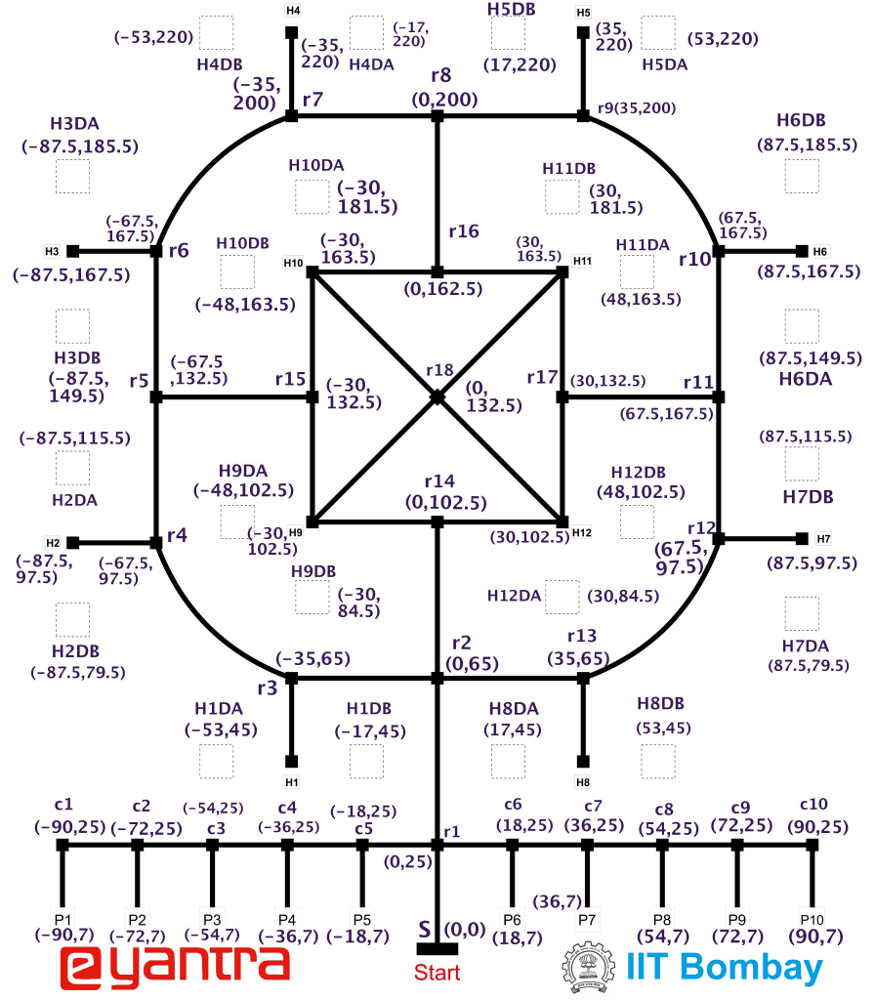 H4
H5DB
H5
(-53,220)
(-35,
220)
(-17,
220)
(35,
220)
(53,220)
H4DB
H4DA
(17,220)
H5DA
(-35,
200)
r7
r8
(0,200)
r9(35,200)
H3DA
(-87.5,185.5)
H6DB
(87.5,185.5)
H10DA
(-30,
181.5)
H11DB
(30,
181.5)
(-67.5,
167.5)
(67.5,
167.5)
H3
r6
H10DB
(-30,
163.5)
r16
(30,
163.5)
H11DA
r10
H6
(-87.5,167.5)
H10
H11
(87.5,167.5)
(-48,163.5)
(0,162.5)
(48,163.5)
H3DB
(-87.5,
149.5)
r5
(-67.5
,132.5)
r15
(-30,
132.5)
r18
(0,
132.5)
r17
(30,132.5)
r11
(67.5,167.5)
(87.5,149.5)
H6DA
(-87.5,115.5)
H2DA
H9DA
(-48,102.5)
r14
(0,102.5)
H12DB
(48,102.5)
(87.5,115.5)
H7DB
H2
r4
(-30,
102.5)
H9
(30,102.5)
H12
r12
(67.5,
97.5)
H7
(-87.5,
97.5)
(-67.5,
97.5)
(87.5,97.5)
H9DB
(-30,
84.5)
H12DA
(30,84.5)
H2DB
(-87.5,79.5)
H7DA
(87.5,79.5)
r3
(-35,65)
r2
(0,65)
r13
(35,65)
H1DA
(-53,45)
H1DB
(-17,45)
H8DA
(17,45)
H8DB
(53,45)
H1
H8
c1
(-90,25)
c2
(-72,25)
(-54,25)
c3
c4
(-36,25)
(-18,25)
c5
r1
(0,25)
c6
(18,25)
c7
(36,25)
c8
(54,25)
c9
(72,25)
c10
(90,25)
P1
(-90,7)
P2
(-72,7)
P3
(-54,7)
P4
(-36,7)
P5
(-18,7)
S
(0,0)
P6
(18,7)
(36,7)
P7
P8
(54,7)
P9
(72,7)
P10
(90,7)
eyantra
Start
IIT Bombay